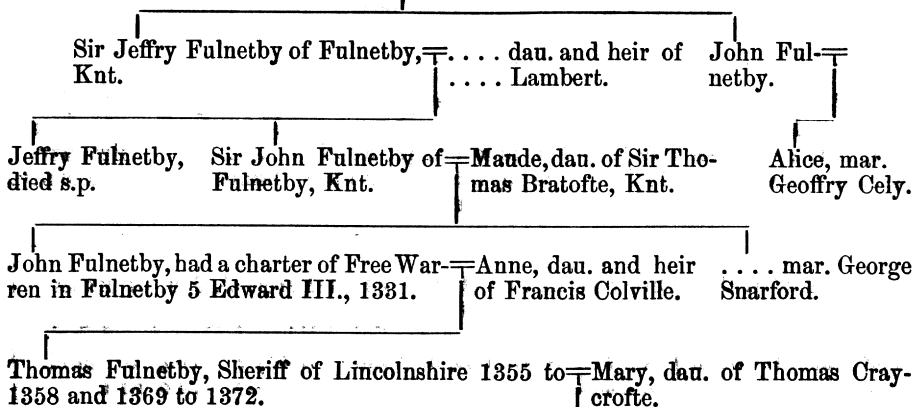 Sir Jeffry Fulnetby of Fulnetby,
Knt.
.... dau. and heir of
.... Lambert.
John Ful-
netby.
Jeffry Fulnetby,
died s.p.
Sir John Fulnetby of
Fulnetby, Knt.
Maude, dau. of Sir Tho-
mas Bratofte, Knt.
Alice, mar.
Geoffry Cely.
John Fulnetby, had a charter of Free War-
ren in Fulnetby 5 Edward III., 1331.
Anne, dau. and heir
of Francis Colville.
.... mar. George
Snarford.
Thomas Fulnetby, Sheriff of Lincolnshire 1355 to
1358 and 1369 to 1372.
Mary, dau. of Thomas Cray-
crofte.